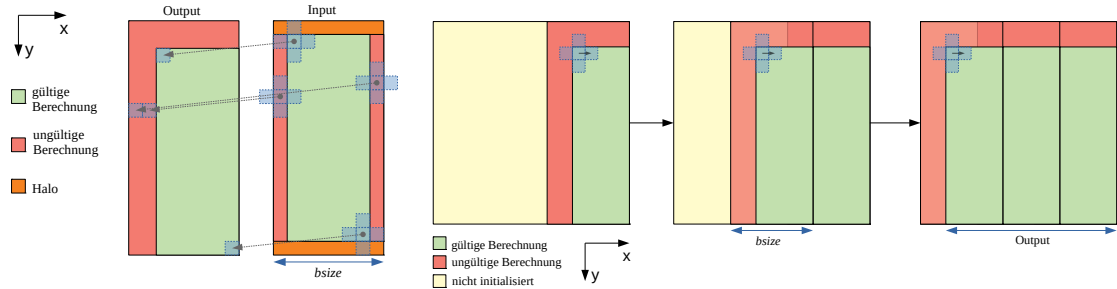 Output
Input
x
y
gültige
Berechnung
ungültige
Berechnung
Halo
bsize
gültige Berechnung
ungültige Berechnung
nicht initialisiert
x
y
bsize
Output